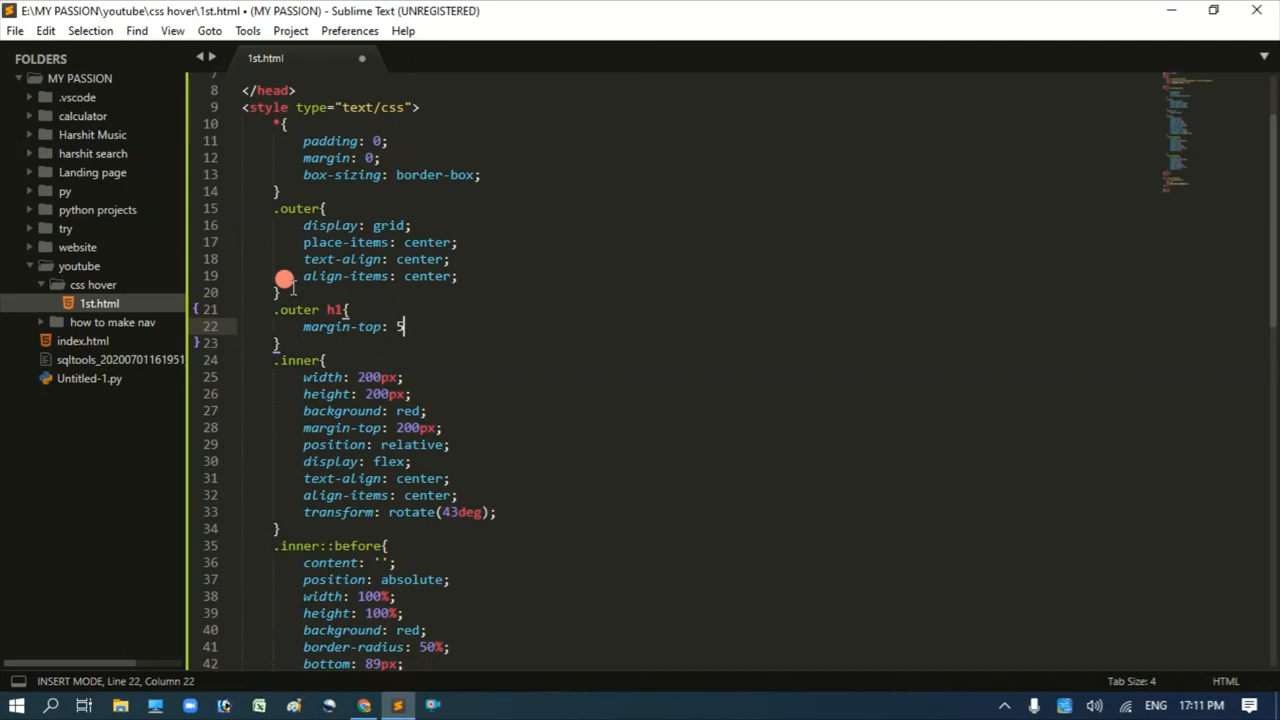 E:\MY PASSION\youtube\css hover\1st.html • (MY PASSION) - Sublime Text (UNREGISTERED)
File Edit Selection Find View Goto Tools Project Preferences Help
FOLDERS
MY PASSION
.vscode
calculator
Harshit Music
harshit search
Landing page
py
python projects
try
website
youtube
css hover
1st.html
how to make nav
index.html
sqltools_20200701161951
Untitled-1.py
1st.html
7
8 </head>
9 <style type="text/css">
10 *{
11 padding: 0;
12 margin: 0;
13 box-sizing: border-box;
14 }
15 .outer{
16 display: grid;
17 place-items: center;
18 text-align: center;
19 align-items: center;
20 }
21 .outer h1{
22 margin-top: 5
23 }
24 .inner{
25 width: 200px;
26 height: 200px;
27 background: red;
28 margin-top: 200px;
29 position: relative;
30 display: flex;
31 text-align: center;
32 align-items: center;
33 transform: rotate(43deg);
34 }
35 .inner::before{
36 content: '';
37 position: absolute;
38 width: 100%;
39 height: 100%;
40 background: red;
41 border-radius: 50%;
42 bottom: 89px;
INSERT MODE, Line 22, Column 22 Tab Size: 4 HTML
ENG 17:11 PM